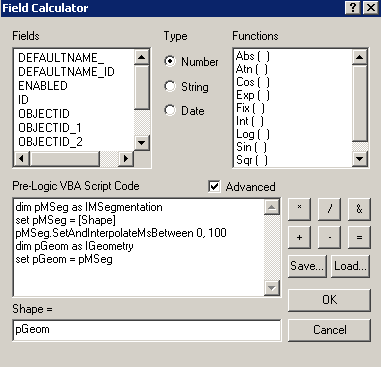 Field Calculator
Fields
Type
Functions
DEFAULTNAME_
DEFAULTNAME_ID
ENABLED
ID
OBJECTID
OBJECTID_1
OBJECTID_2
Number
String
Date
Abs ( )
Atn ( )
Cos ( )
Exp ( )
Fix ( )
Int ( )
Log ( )
Sin ( )
Sqr ( )
Pre-Logic VBA Script Code
Advanced
dim pMSeg as IMSegmentation
set pMSeg = [Shape]
pMSeg.SetAndInterpolateMsBetween 0, 100
dim pGeom as IGeometry
set pGeom = pMSeg
* / &
+ - =
Save... Load...
Shape =
OK
pGeom
Cancel